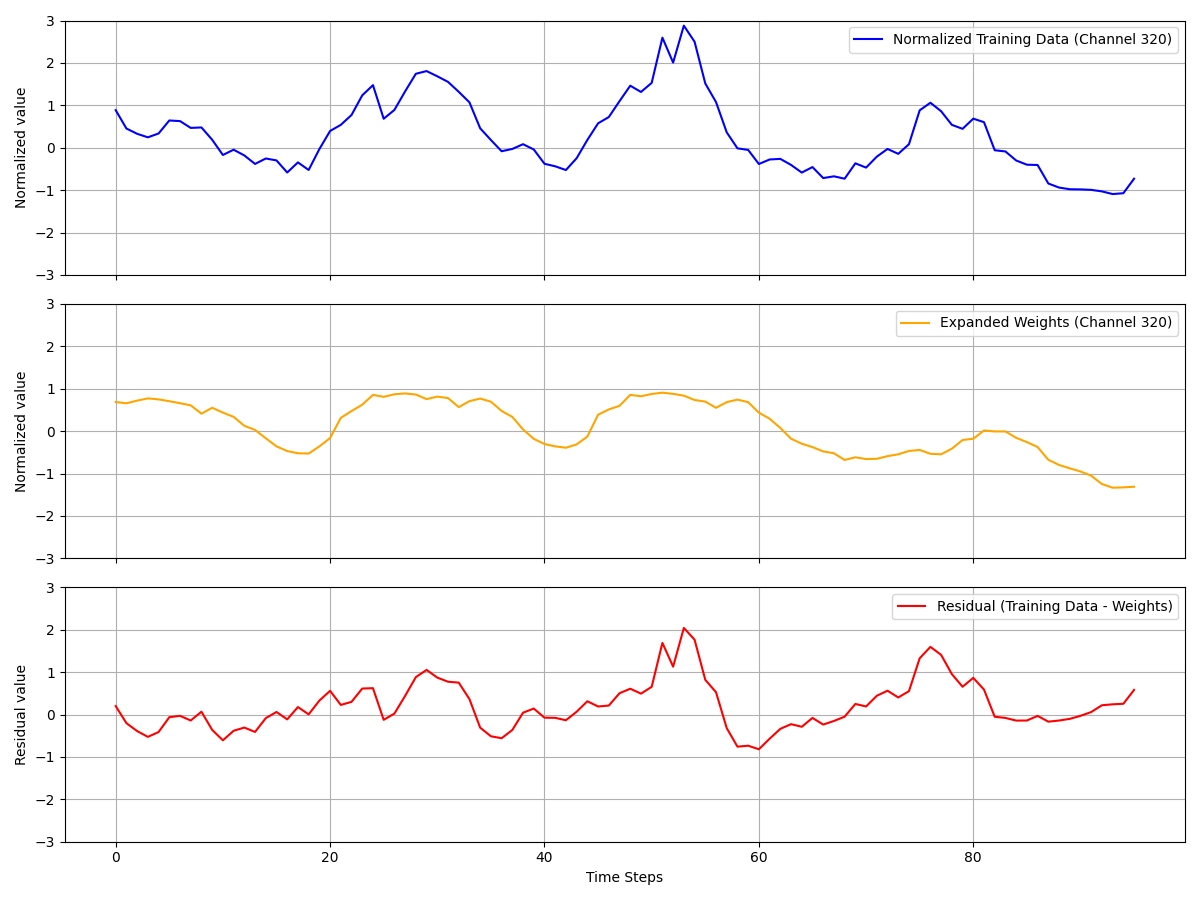 Normalized Training Data (Channel 320)
Normalized value
3
2
1
0
−1
−2
−3
Expanded Weights (Channel 320)
Normalized value
3
2
1
0
−1
−2
−3
Residual (Training Data - Weights)
Residual value
3
2
1
0
−1
−2
−3
0 20 40 60 80
Time Steps